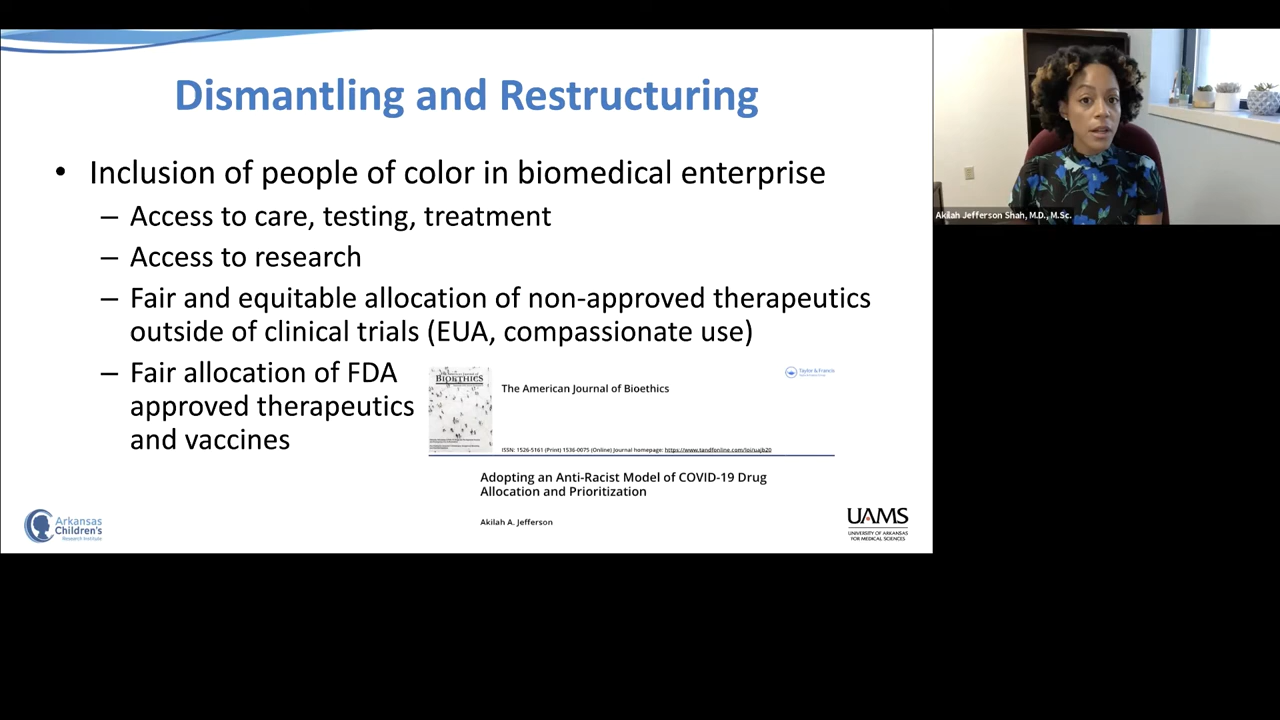 Dismantling and Restructuring
• Inclusion of people of color in biomedical enterprise
– Access to care, testing, treatment
– Access to research
– Fair and equitable allocation of non-approved therapeutics
outside of clinical trials (EUA, compassionate use)
– Fair allocation of FDA
approved therapeutics
and vaccines
BIOETHICS
The American Journal of Bioethics
Taylor & Francis
ISSN: 1526-5161 (Print) 1536-0075 (Online) Journal homepage: https://www.tandfonline.com/loi/uajb20
Adopting an Anti-Racist Model of COVID-19 Drug
Allocation and Prioritization
Akilah A. Jefferson
Arkansas
Children's
Research Institute
UAMS
UNIVERSITY OF ARKANSAS
FOR MEDICAL SCIENCES
Akilah Jefferson Shah, M.D., M.Sc.